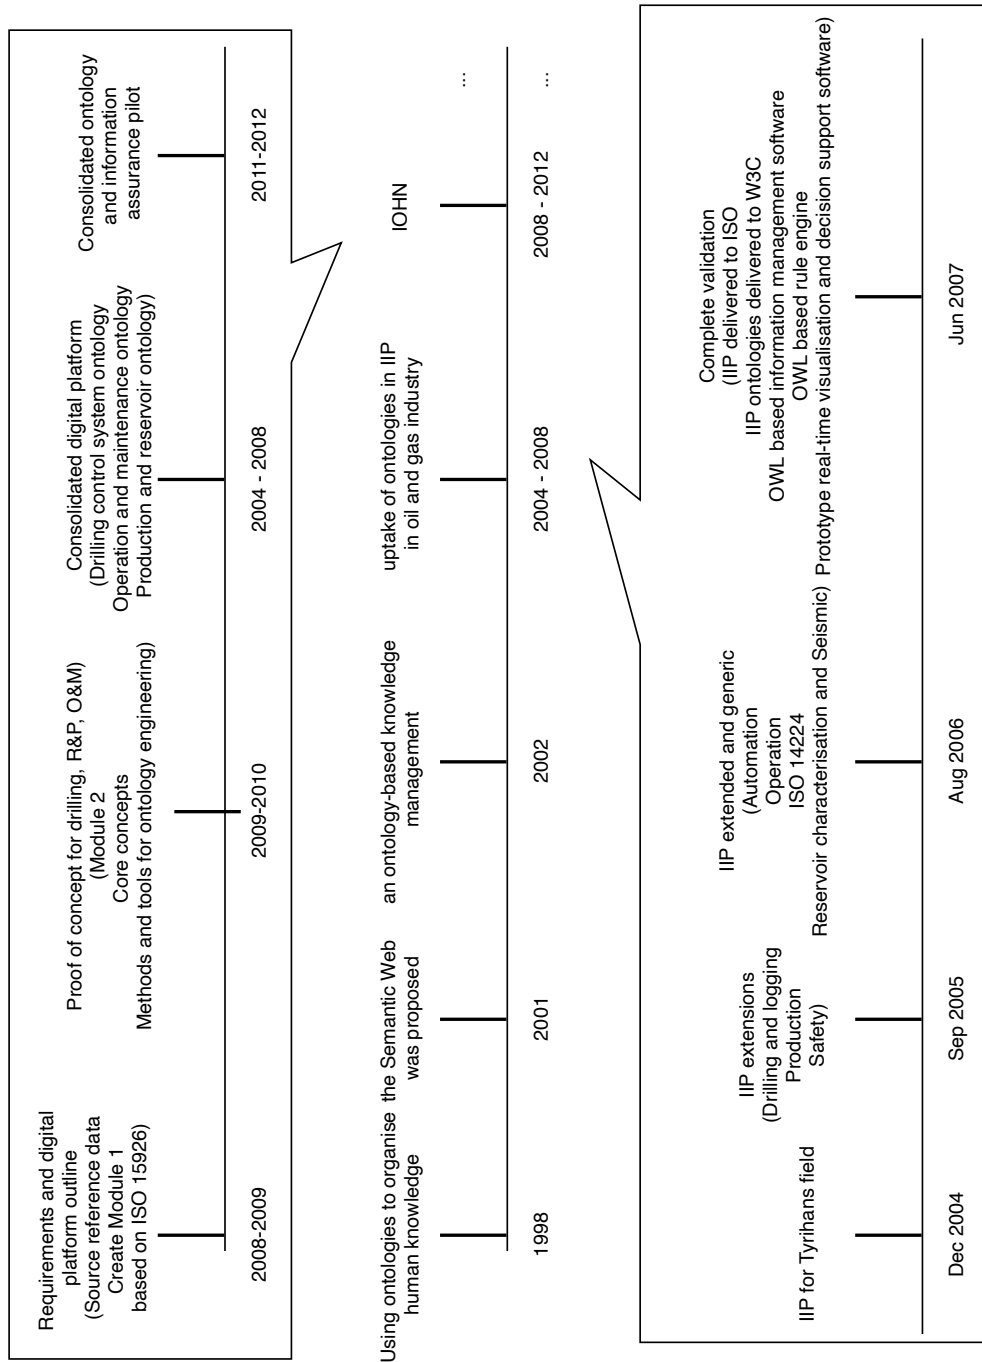 Requirements and digital
platform outline
(Source reference data
Create Module 1
based on ISO 15926)
2008-2009
Proof of concept for drilling, R&P, O&M)
(Module 2
Core concepts
Methods and tools for ontology engineering)
2009-2010
Consolidated digital platform
(Drilling control system ontology
Operation and maintenance ontology
Production and reservoir ontology)
2004 - 2008
Consolidated ontology
and information
assurance pilot
2011-2012
Using ontologies to organise
human knowledge
1998
the Semantic Web
was proposed
2001
an ontology-based knowledge
management
2002
uptake of ontologies in IIP
in oil and gas industry
2004 - 2008
IOHN
2008 - 2012
...
...
IIP for Tyrihans field
Dec 2004
IIP extensions
(Drilling and logging
Production
Safety)
Sep 2005
IIP extended and generic
(Automation
Operation
ISO 14224
Reservoir characterisation and Seismic)
Aug 2006
Complete validation
(IIP delivered to ISO
IIP ontologies delivered to W3C
OWL based information management software
OWL based rule engine
Prototype real-time visualisation and decision support software)
Jun 2007